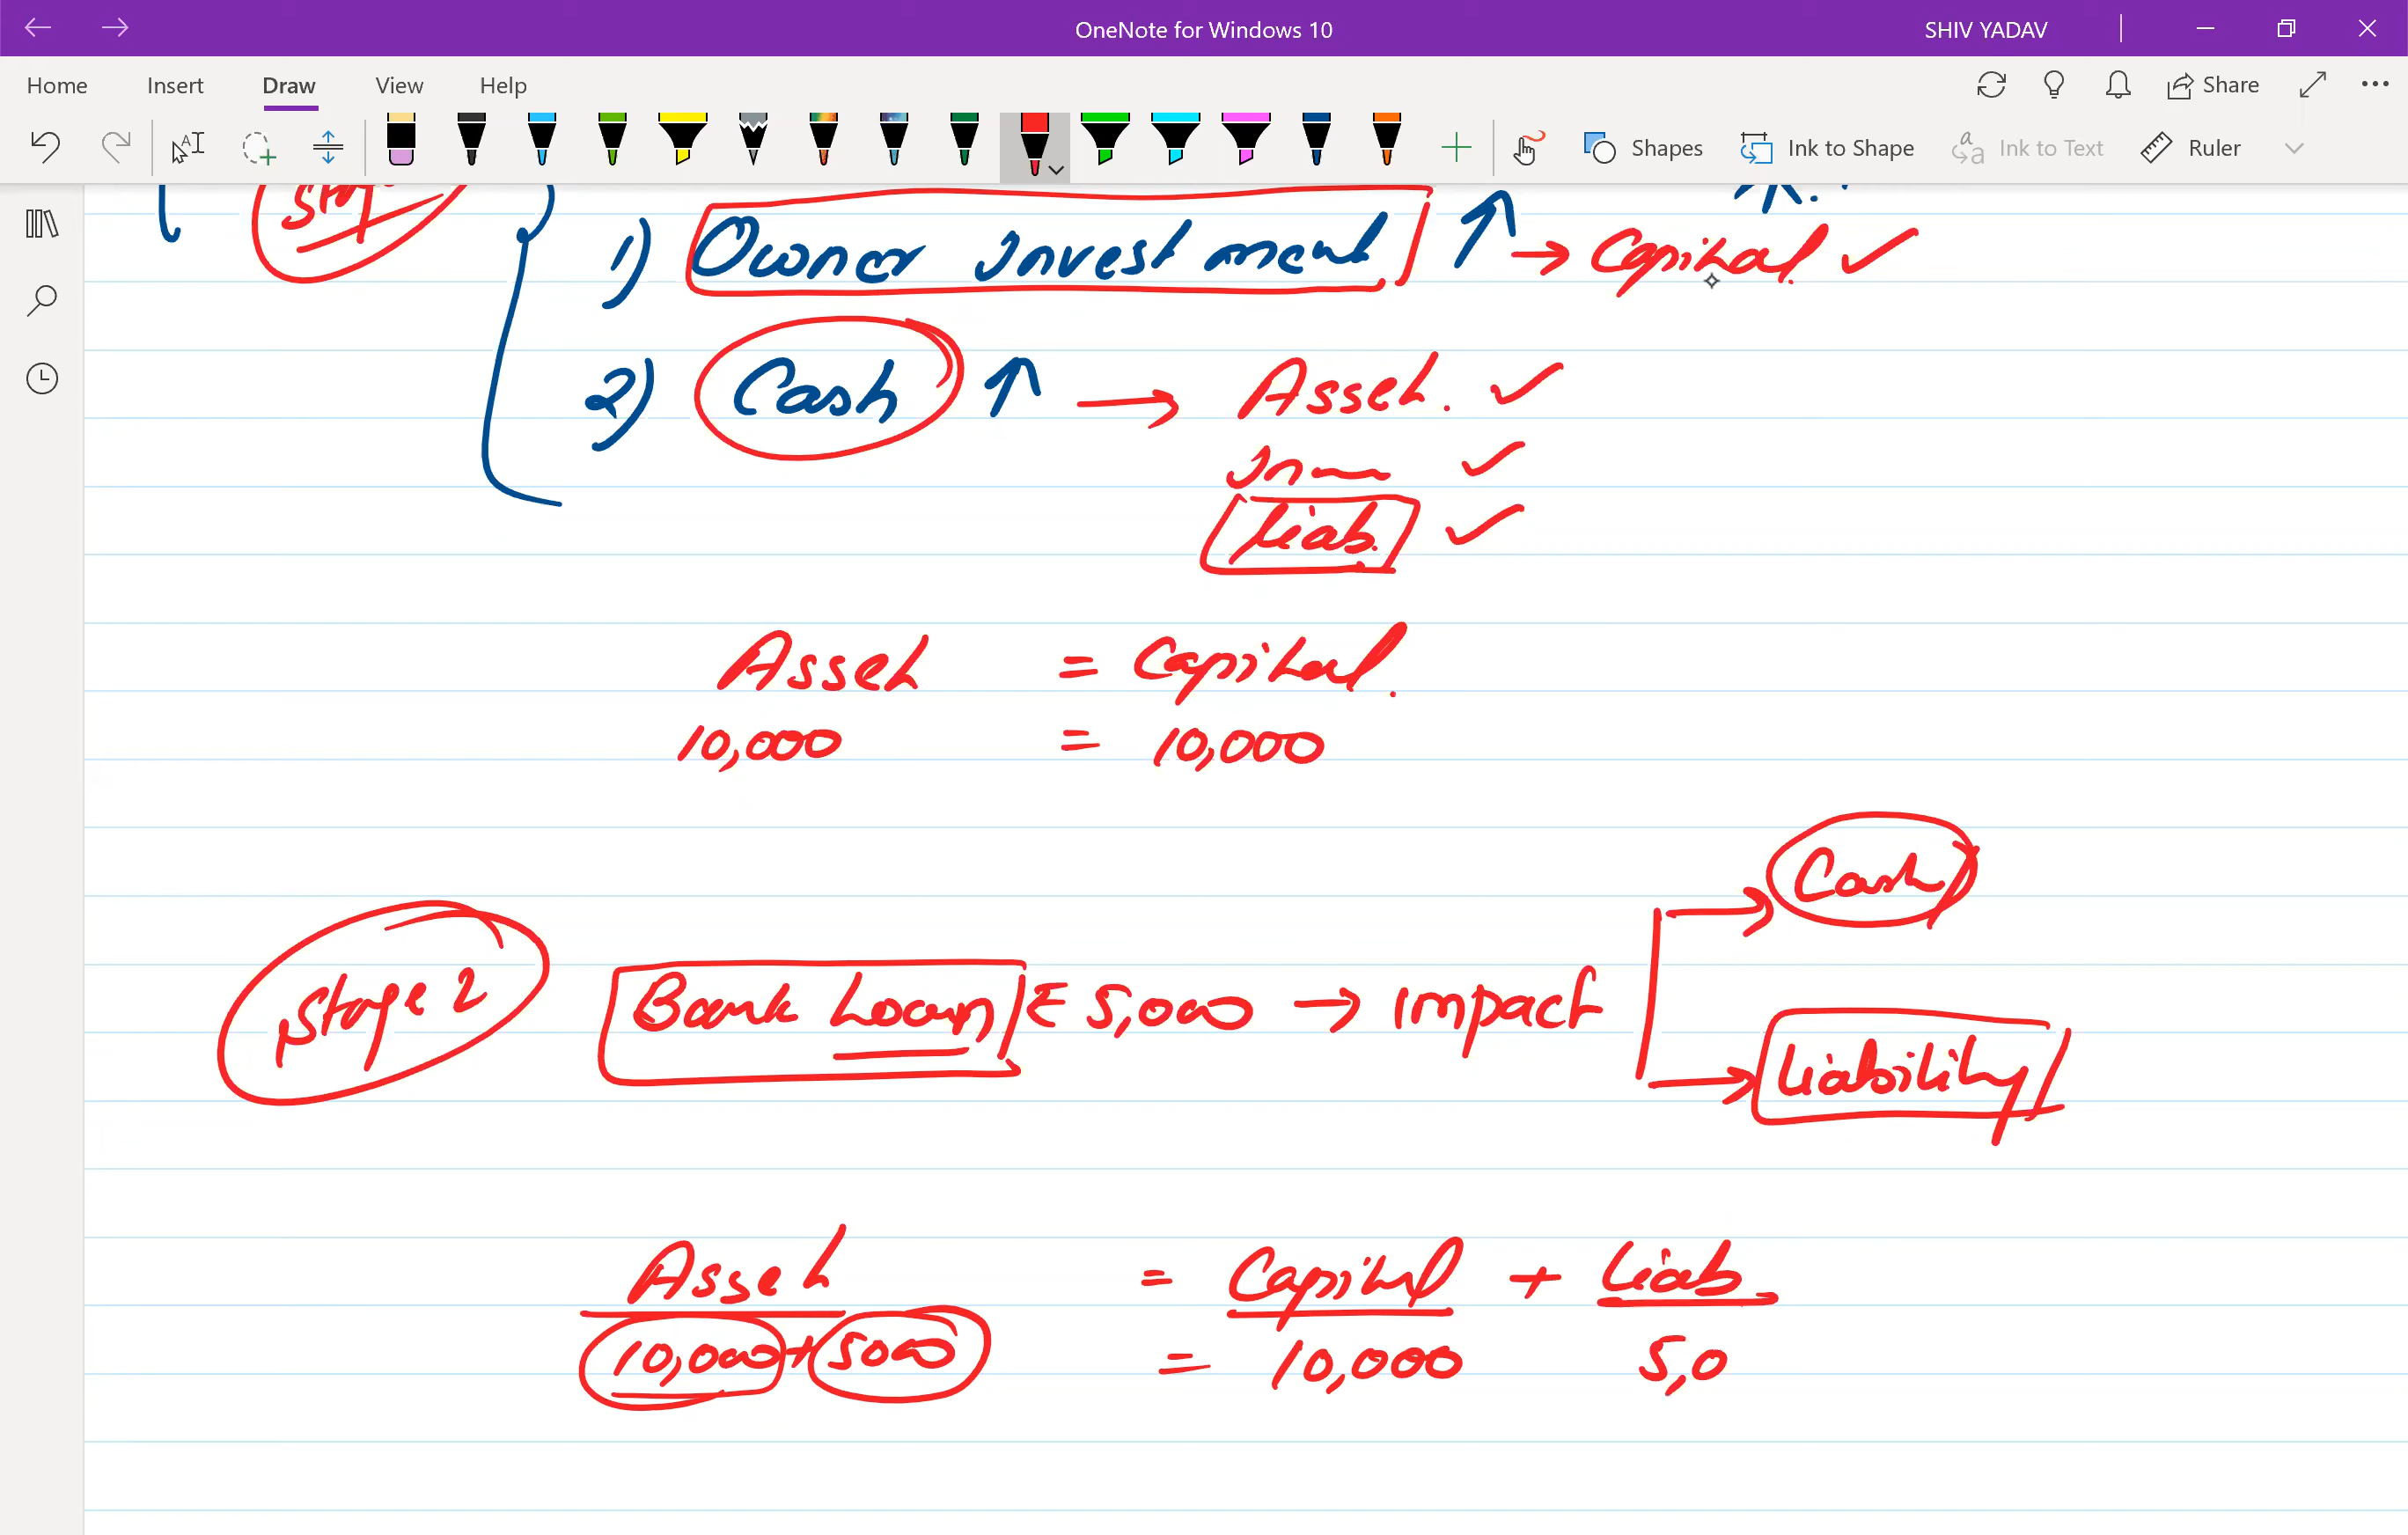 OneNote for Windows 10 SHIV YADAV
Home Insert Draw View Help Share
Shapes Ink to Shape Ink to Text Ruler
1) Owner Investment ↑ → Capital. ✓
2) Cash ↑ → Asset. ✓
In ✓
Liab. ✓
Asset = Capital.
10,000 = 10,000
Cash
Stage 2 Bank Loan ₹ 5,000 → Impact
Liability
Asset = Capital + Liab
10,000 + 5000 = 10,000 5,0